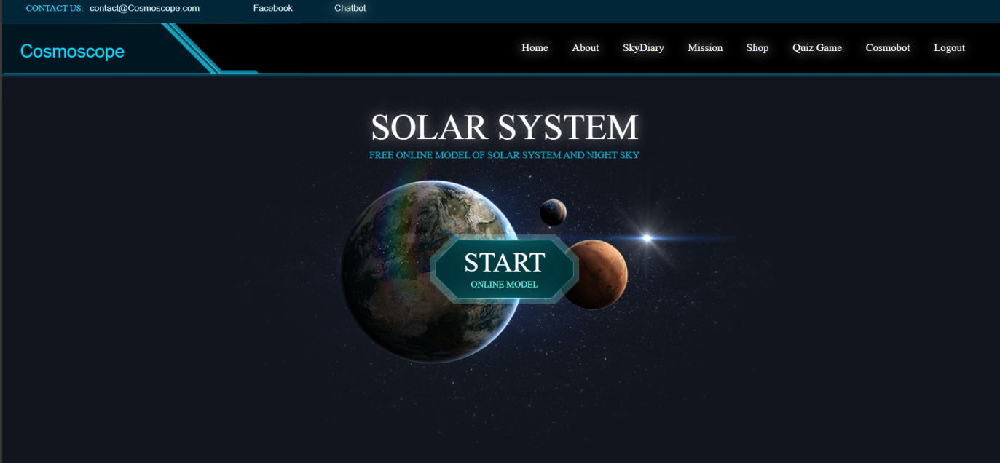 CONTACT US: contact@Cosmoscope.com Facebook Chatbot
Cosmoscope
Home About SkyDiary Mission Shop Quiz Game Cosmobot Logout
SOLAR SYSTEM
FREE ONLINE MODEL OF SOLAR SYSTEM AND NIGHT SKY
START
ONLINE MODEL